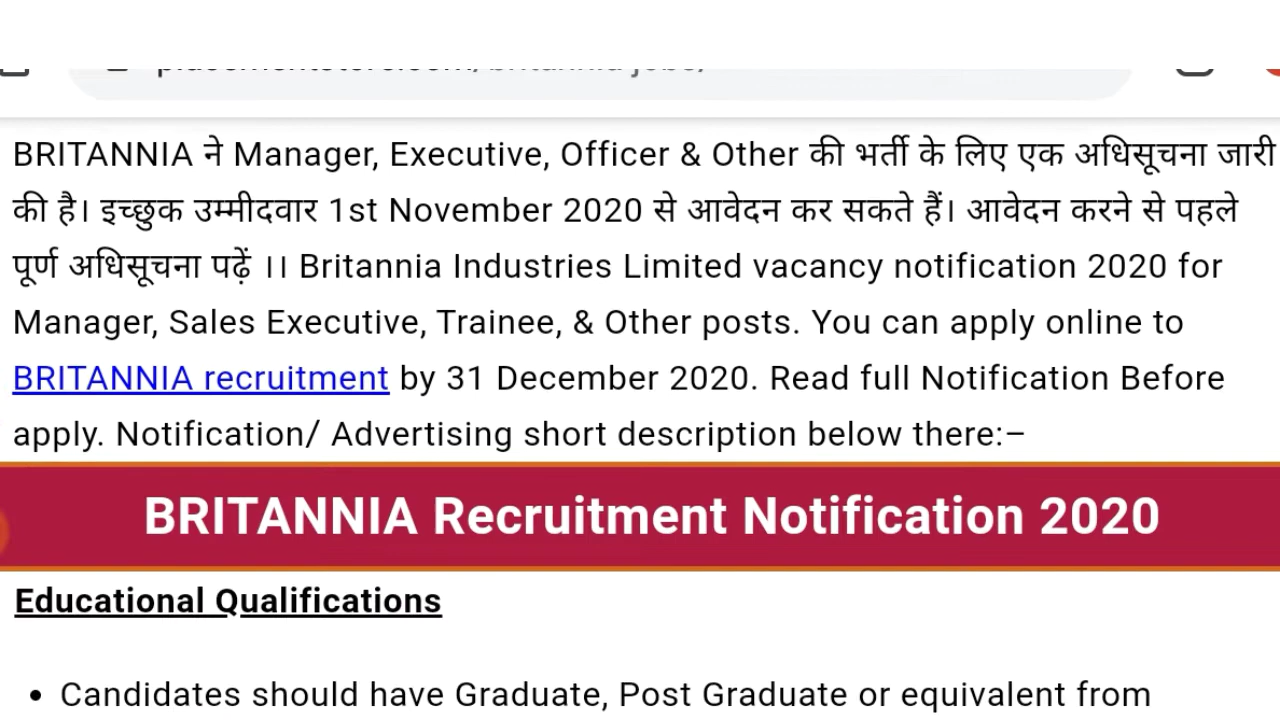 BRITANNIA ने Manager, Executive, Officer & Other की भर्ती के लिए एक अधिसूचना जारी
की है। इच्छुक उम्मीदवार 1st November 2020 से आवेदन कर सकते हैं। आवेदन करने से पहले
पूर्ण अधिसूचना पढ़ें ।। Britannia Industries Limited vacancy notification 2020 for
Manager, Sales Executive, Trainee, & Other posts. You can apply online to
BRITANNIA recruitment by 31 December 2020. Read full Notification Before
apply. Notification/ Advertising short description below there:–
BRITANNIA Recruitment Notification 2020
Educational Qualifications
• Candidates should have Graduate, Post Graduate or equivalent from